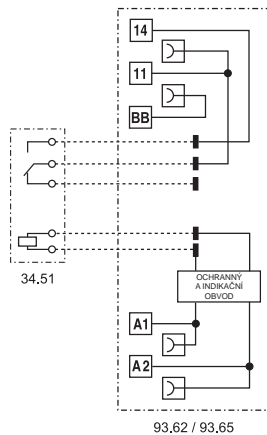 14
11
BB
34.51
OCHRANNÝ
A INDIKAČNÍ
OBVOD
A1
A2
93.62 / 93.65